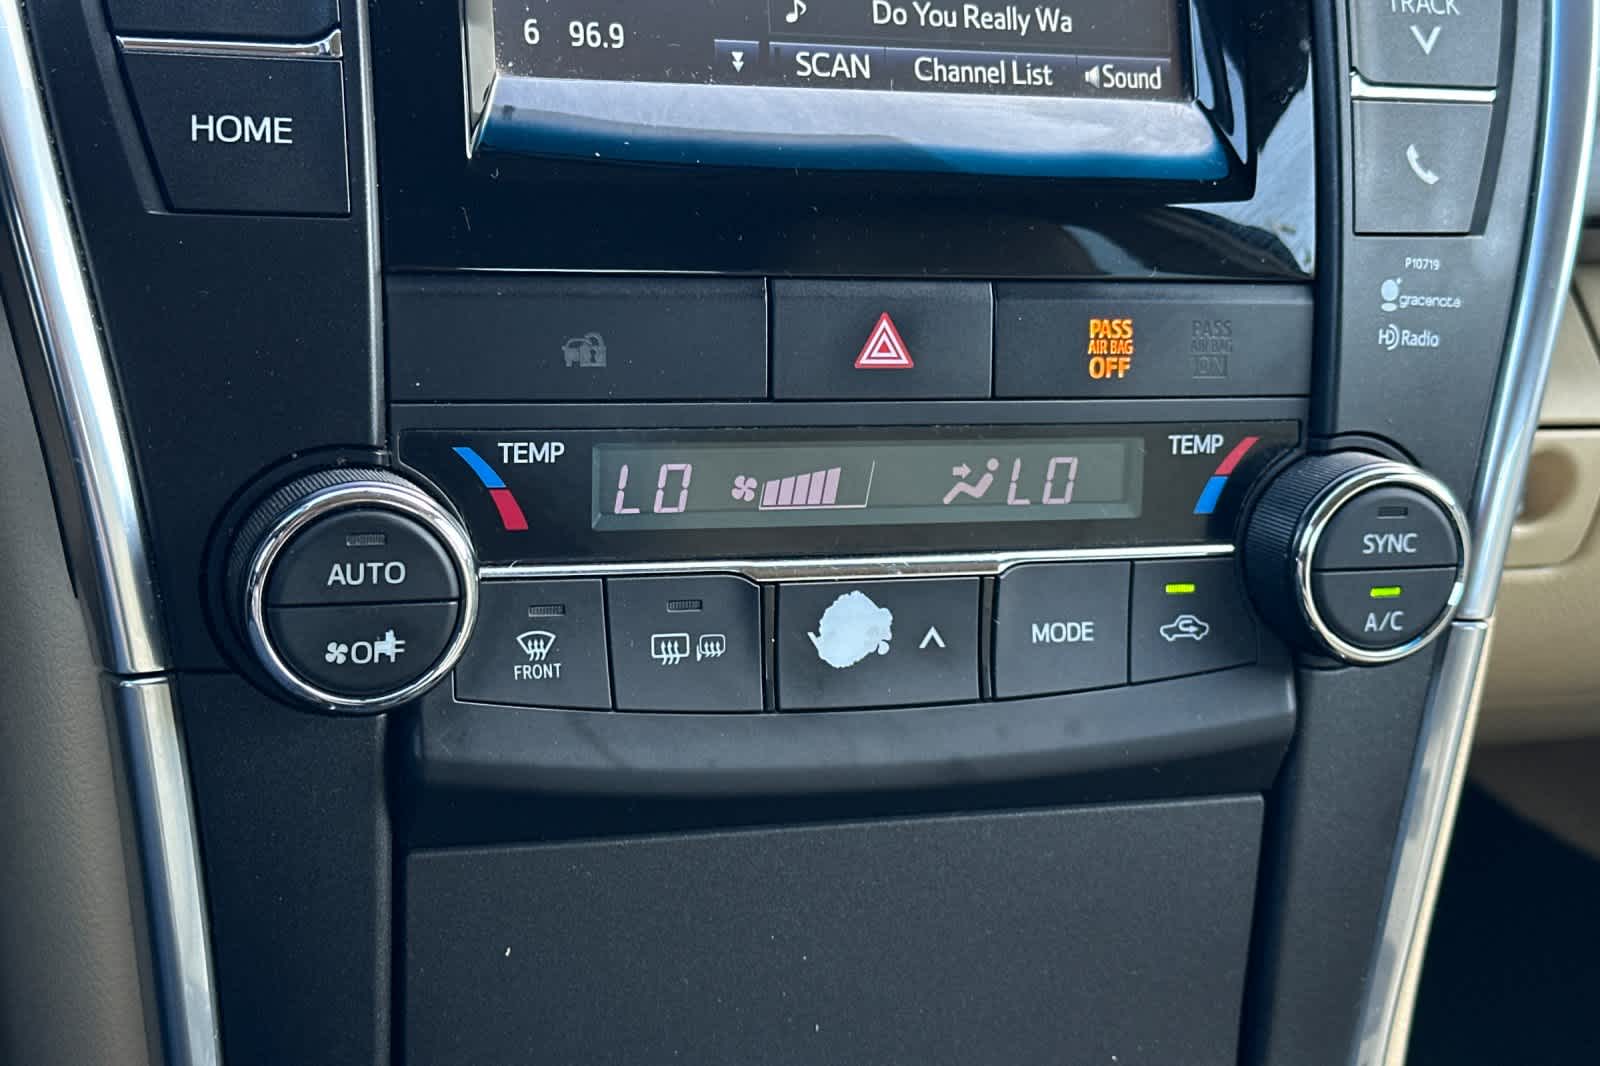 TRACK
Do You Really Wa
6 96.9
SCAN
Channel List
Sound
HOME
P10719
gracenote
HD Radio
PASS
AIR BAG
OFF
PASS
AIR BAG
ON
TEMP
TEMP
LO
LO
AUTO
OFF
SYNC
A/C
FRONT
MODE